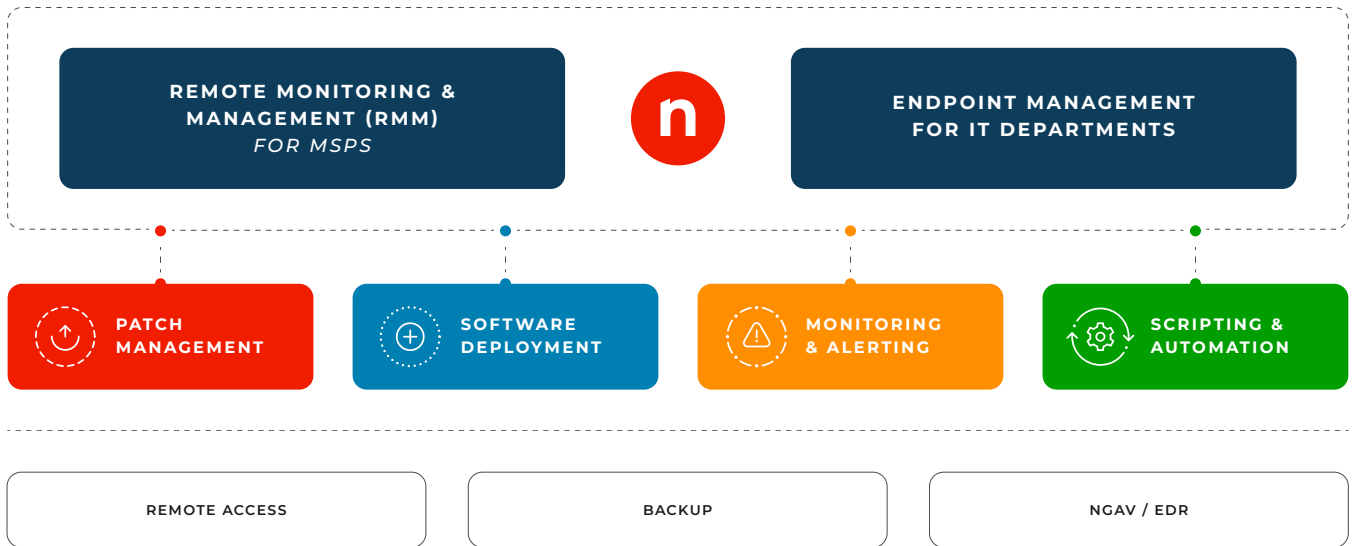 REMOTE MONITORING &
MANAGEMENT (RMM)
FOR MSPS
n
ENDPOINT MANAGEMENT
FOR IT DEPARTMENTS
PATCH
MANAGEMENT
SOFTWARE
DEPLOYMENT
MONITORING
& ALERTING
SCRIPTING &
AUTOMATION
REMOTE ACCESS
BACKUP
NGAV / EDR